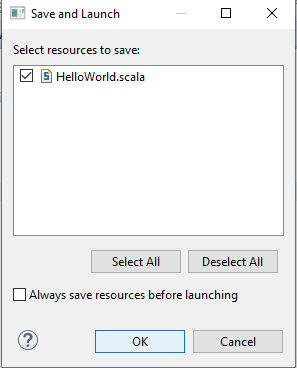 Save and Launch
Select resources to save:
HelloWorld.scala
Select All Deselect All
Always save resources before launching
? OK Cancel